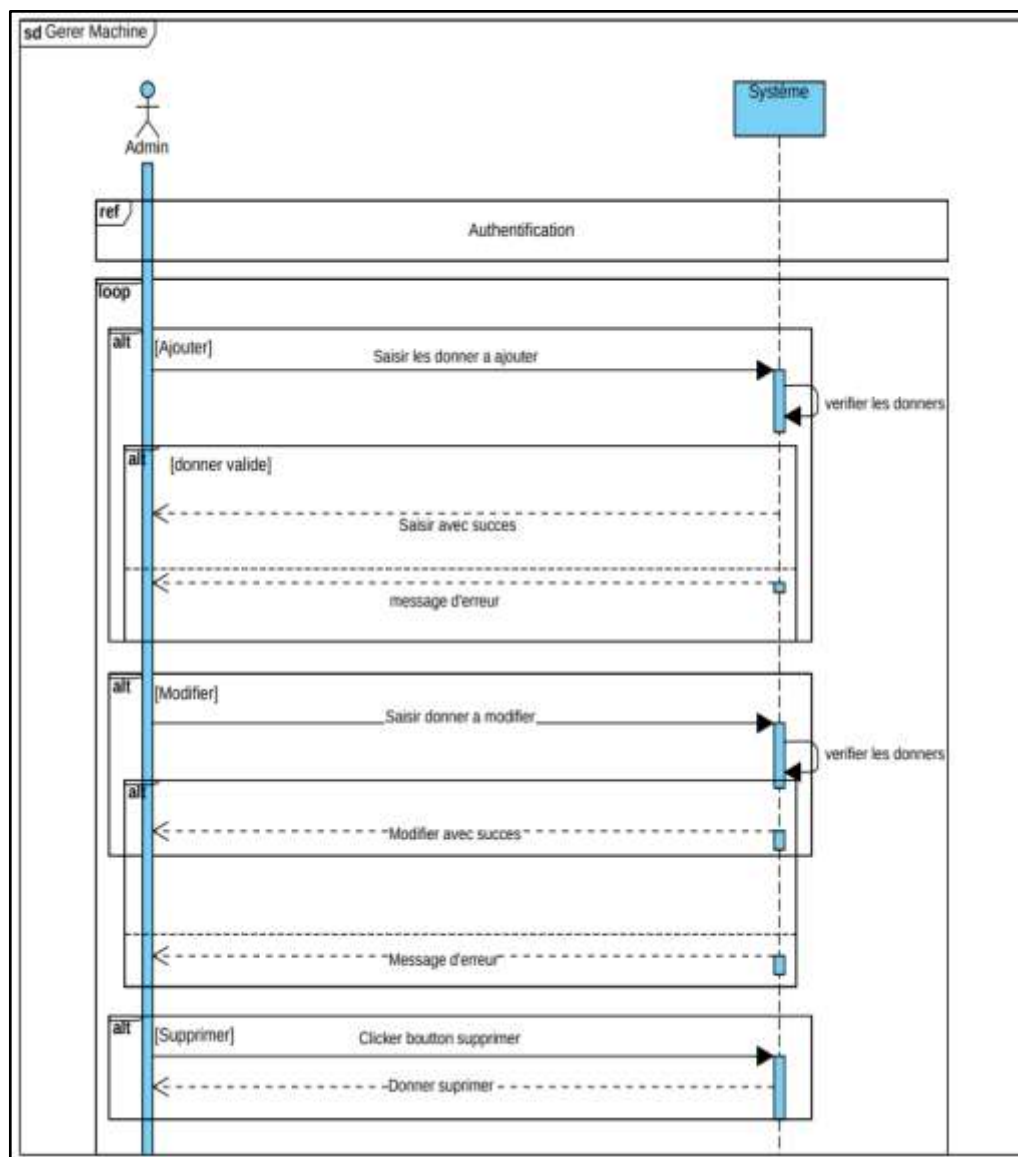 sd Gerer Machine
Système
Admin
ref
Authentification
loop
alt
[Ajouter]
Saisir les donner a ajouter
verifier les donners
alt
[donner valide]
Saisir avec succes
message d'erreur
alt
[Modifier]
Saisir donner a modifier
verifier les donners
alt
Modifier avec succes
Message d'erreur
alt
[Supprimer]
Clicker boutton supprimer
Donner suprimer